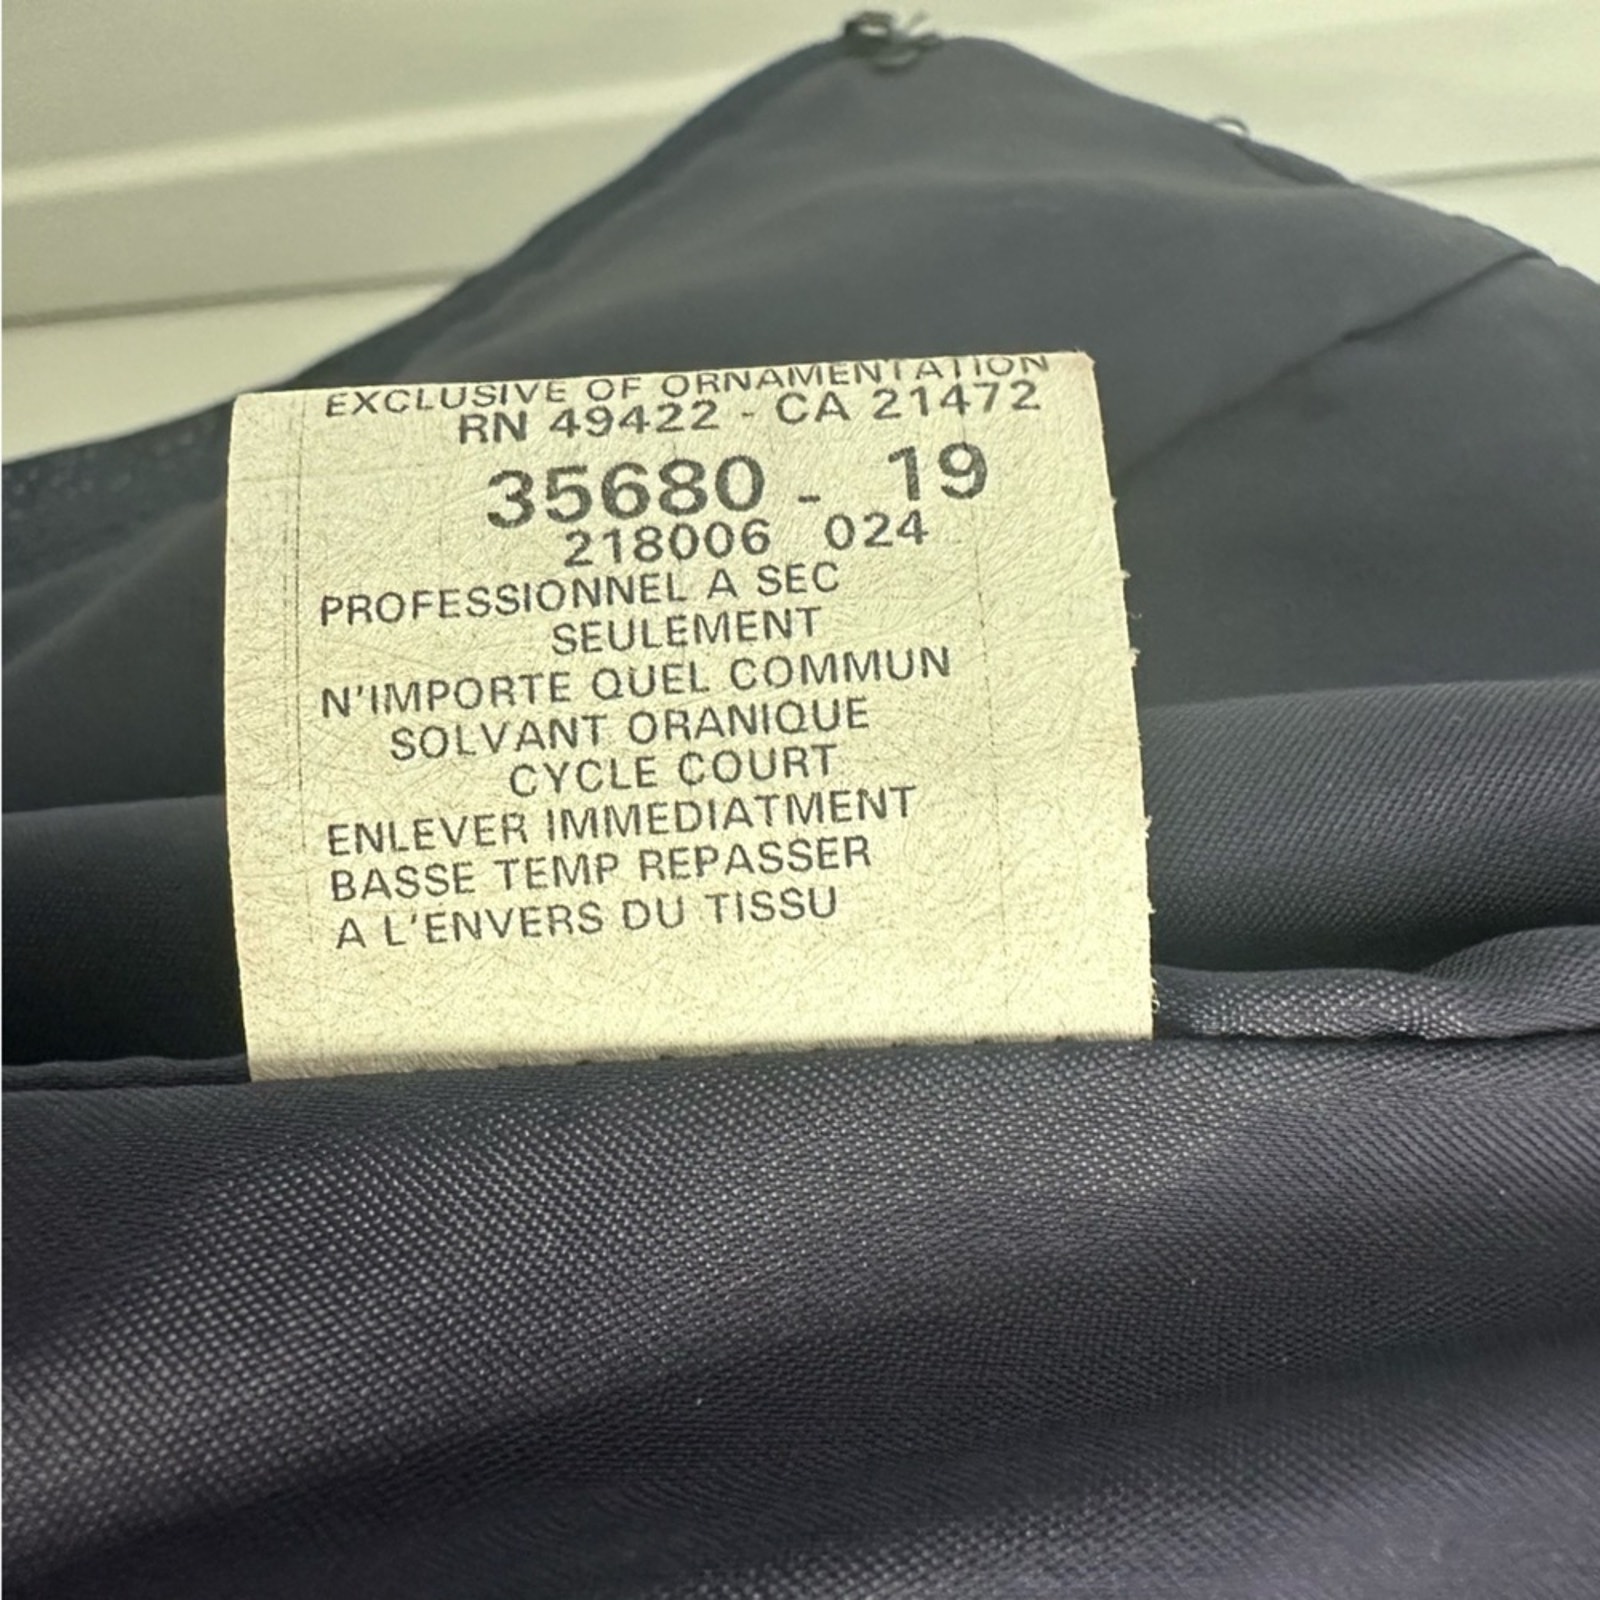 EXCLUSIVE OF ORNAMENTATION
RN 49422 - CA 21472
35680 - 19
218006 024
PROFESSIONNEL A SEC
SEULEMENT
N'IMPORTE QUEL COMMUN
SOLVANT ORANIQUE
CYCLE COURT
ENLEVER IMMEDIATMENT
BASSE TEMP REPASSER
A L'ENVERS DU TISSU